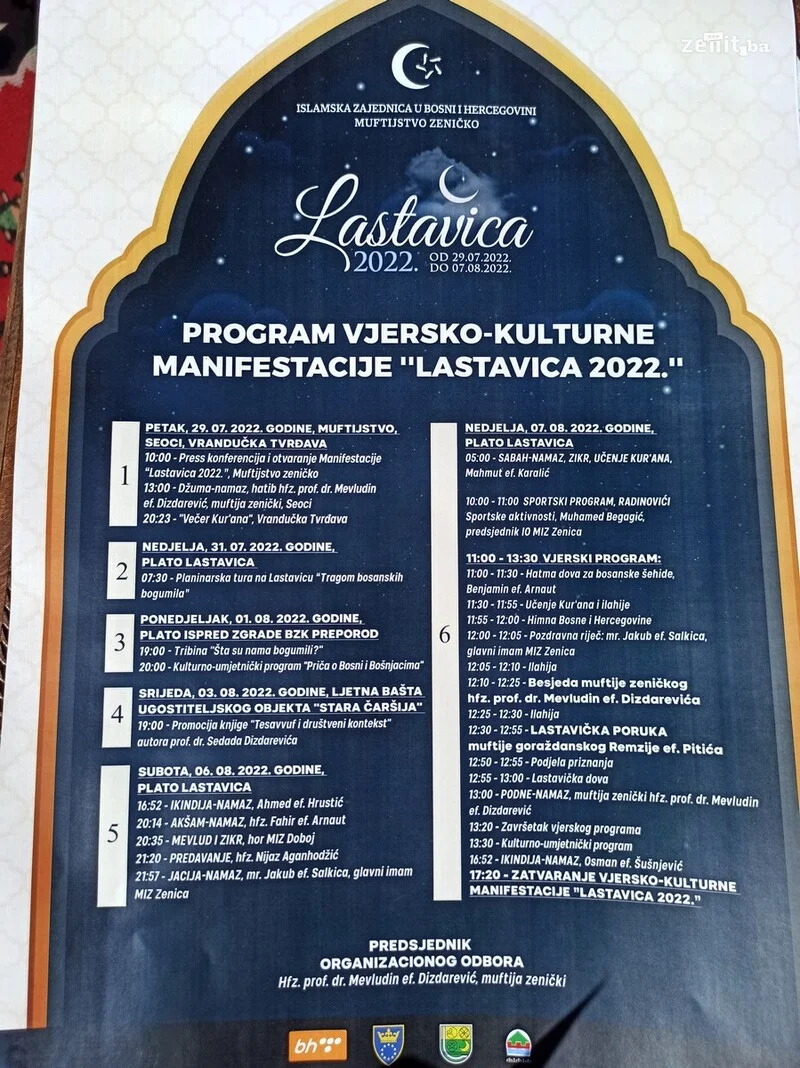 zenit.ba
ISLAMSKA ZAJEDNICA U BOSNI I HERCEGOVINI
MUFTIJSTVO ZENIČKO
Lastavica
2022. OD 29.07.2022.
DO 07.08.2022.
PROGRAM VJERSKO-KULTURNE
MANIFESTACIJE "LASTAVICA 2022."
1
PETAK, 29. 07. 2022. GODINE, MUFTIJSTVO,
SEOCI, VRANDUČKA TVRĐAVA
10:00 - Press konferencija i otvaranje Manifestacije
"Lastavica 2022.", Muftijstvo zeničko
13:00 - Džuma-namaz, hatib hfz. prof. dr. Mevludin
ef. Dizdarević, muftija zenički, Seoci
20:23 - "Večer Kur'ana", Vrandučka Tvrđava
2
NEDJELJA, 31. 07. 2022. GODINE,
PLATO LASTAVICA
07:30 - Planinarska tura na Lastavicu "Tragom bosanskih
bogumila"
3
PONEDJELJAK, 01. 08. 2022. GODINE,
PLATO ISPRED ZGRADE BZK PREPOROD
19:00 - Tribina "Šta su nama bogumili?"
20:00 - Kulturno-umjetnički program "Priča o Bosni i Bošnjacima"
4
SRIJEDA, 03. 08. 2022. GODINE, LJETNA BAŠTA
UGOSTITELJSKOG OBJEKTA "STARA ČARŠIJA"
19:00 - Promocija knjige "Tesavvuf i društveni kontekst"
autora prof. dr. Sedada Dizdarevića
5
SUBOTA, 06. 08. 2022. GODINE,
PLATO LASTAVICA
16:52 - IKINDIJA-NAMAZ, Ahmed ef. Hrustić
20:14 - AKŠAM-NAMAZ, hfz. Fahir ef. Arnaut
20:35 - MEVLUD I ZIKR, hor MIZ Doboj
21:20 - PREDAVANJE, hfz. Nijaz Aganhodžić
21:57 - JACIJA-NAMAZ, mr. Jakub ef. Salkica, glavni imam
MIZ Zenica
6
NEDJELJA, 07. 08. 2022. GODINE,
PLATO LASTAVICA
05:00 - SABAH-NAMAZ, ZIKR, UČENJE KUR'ANA,
Mahmut ef. Karalić
10:00 - 11:00 SPORTSKI PROGRAM, RADINOVIĆI
Sportske aktivnosti, Muhamed Begagić,
predsjednik IO MIZ Zenica
11:00 - 13:30 VJERSKI PROGRAM:
11:00 - 11:30 - Hatma dova za bosanske šehide,
Benjamin ef. Arnaut
11:30 - 11:55 - Učenje Kur'ana i ilahije
11:55 - 12:00 - Himna Bosne i Hercegovine
12:00 - 12:05 - Pozdravna riječ: mr. Jakub ef. Salkica,
glavni imam MIZ Zenica
12:05 - 12:10 - Ilahija
12:10 - 12:25 - Besjeda muftije zeničkog
hfz. prof. dr. Mevludin ef. Dizdarevića
12:25 - 12:30 - Ilahija
12:30 - 12:55 - LASTAVIČKA PORUKA
muftije goraždanskog Remzije ef. Pitića
12:50 - 12:55 - Podjela priznanja
12:55 - 13:00 - Lastavička dova
13:00 - PODNE-NAMAZ, muftija zenički hfz. prof. dr. Mevludin
ef. Dizdarević
13:20 - Završetak vjerskog programa
13:30 - Kulturno-umjetnički program
16:52 - IKINDIJA-NAMAZ, Osman ef. Šušnjević
17:20 - ZATVARANJE VJERSKO-KULTURNE
MANIFESTACIJE "LASTAVICA 2022."
PREDSJEDNIK
ORGANIZACIONOG ODBORA
Hfz. prof. dr. Mevludin ef. Dizdarević, muftija zenički
bh